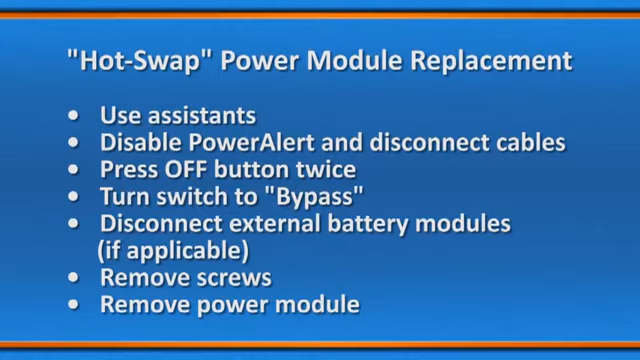 "Hot-Swap" Power Module Replacement
• Use assistants
• Disable PowerAlert and disconnect cables
• Press OFF button twice
• Turn switch to "Bypass"
• Disconnect external battery modules
(if applicable)
• Remove screws
• Remove power module